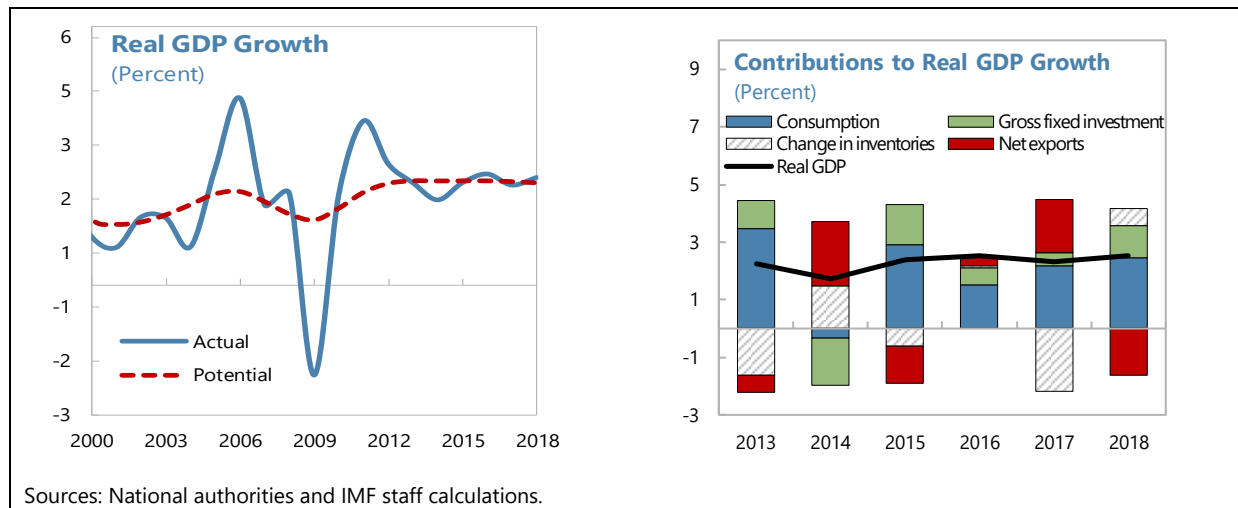 Real GDP Growth
(Percent)
6
5
3
2
1
-1
-2
-3
Actual
Potential
2000 2003 2006 2009 2012 2015 2018
Contributions to Real GDP Growth
(Percent)
Consumption Gross fixed investment
Change in inventories Net exports
Real GDP
9
7
5
3
1
-1
-3
2013 2014 2015 2016 2017 2018
Sources: National authorities and IMF staff calculations.